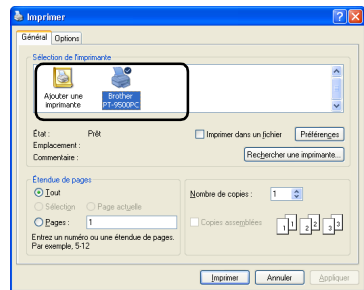 Imprimer
Général Options
Sélection de l'imprimante
Ajouter une imprimante
Brother PT-9500PC
État : Prêt
Emplacement :
Commentaire :
Imprimer dans un fichier
Préférences
Rechercher une imprimante...
Étendue de pages
Tout
Sélection Page actuelle
Pages : 1
Entrez un numéro ou une étendue de pages.
Par exemple, 5-12
Nombre de copies : 1
Copies assemblées
1 1 2 2 3 3
Imprimer Annuler Appliquer